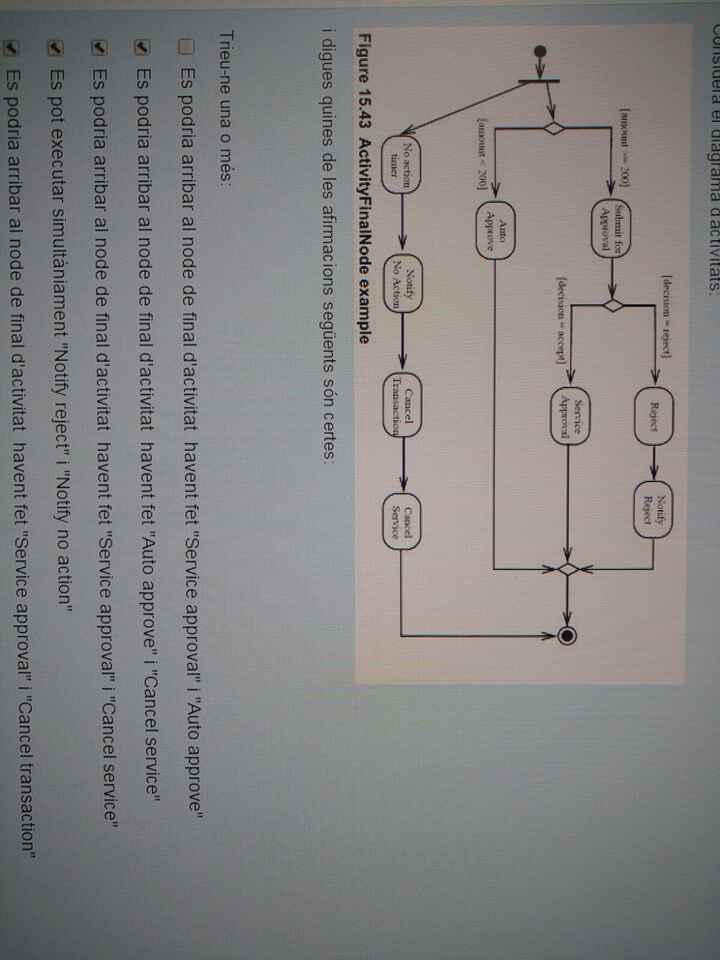 Considera el diagrama d'activitats:
[amount >= 200]
[amount < 200]
Submit for
Approval
[decision = reject]
[decision = accept]
Reject
Notify
Reject
Service
Approval
Auto
Approve
No action
timer
Notify
No Action
Cancel
Transaction
Cancel
Service
Figure 15.43 ActivityFinalNode example
i digues quines de les afirmacions següents són certes:
Trieu-ne una o més:
Es podria arribar al node de final d'activitat havent fet "Service approval" i "Auto approve"
Es podria arribar al node de final d'activitat havent fet "Auto approve" i "Cancel service"
Es podria arribar al node de final d'activitat havent fet "Service approval" i "Cancel service"
Es pot executar simultàniament "Notify reject" i "Notify no action"
Es podria arribar al node de final d'activitat havent fet "Service approval" i "Cancel transaction"